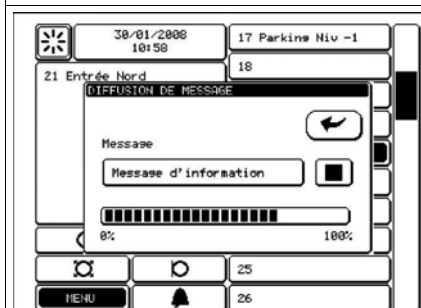 30/01/2008
10:58
17 Parking Niv -1
18
21 Entrée Nord
DIFFUSION DE MESSAGE
Message
Message d'information
0%
100%
25
MENU
26